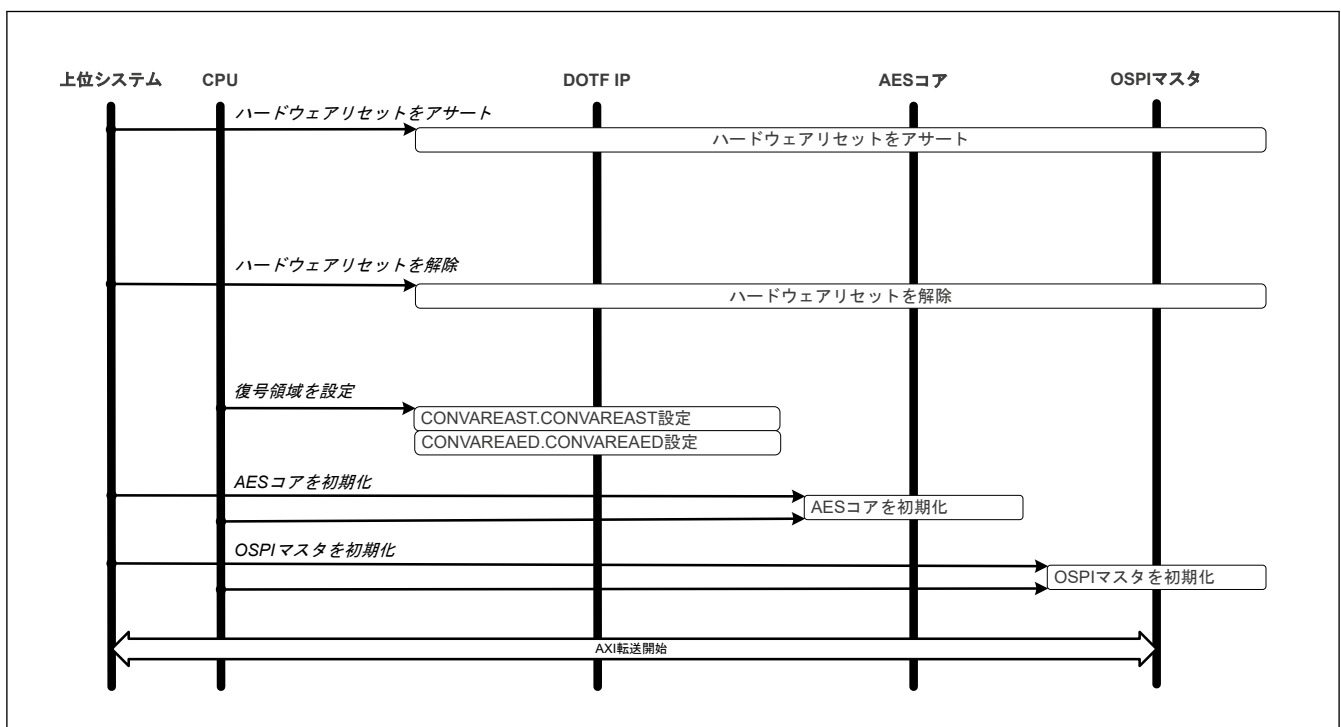 上位システム CPU DOTF IP AESコア OSPIマスタ
ハードウェアリセットをアサート
ハードウェアリセットをアサート
ハードウェアリセットを解除
ハードウェアリセットを解除
復号領域を設定
CONVAREAST.CONVAREAST設定
CONVAREAED.CONVAREAED設定
AESコアを初期化
AESコアを初期化
OSPIマスタを初期化
OSPIマスタを初期化
AXI転送開始